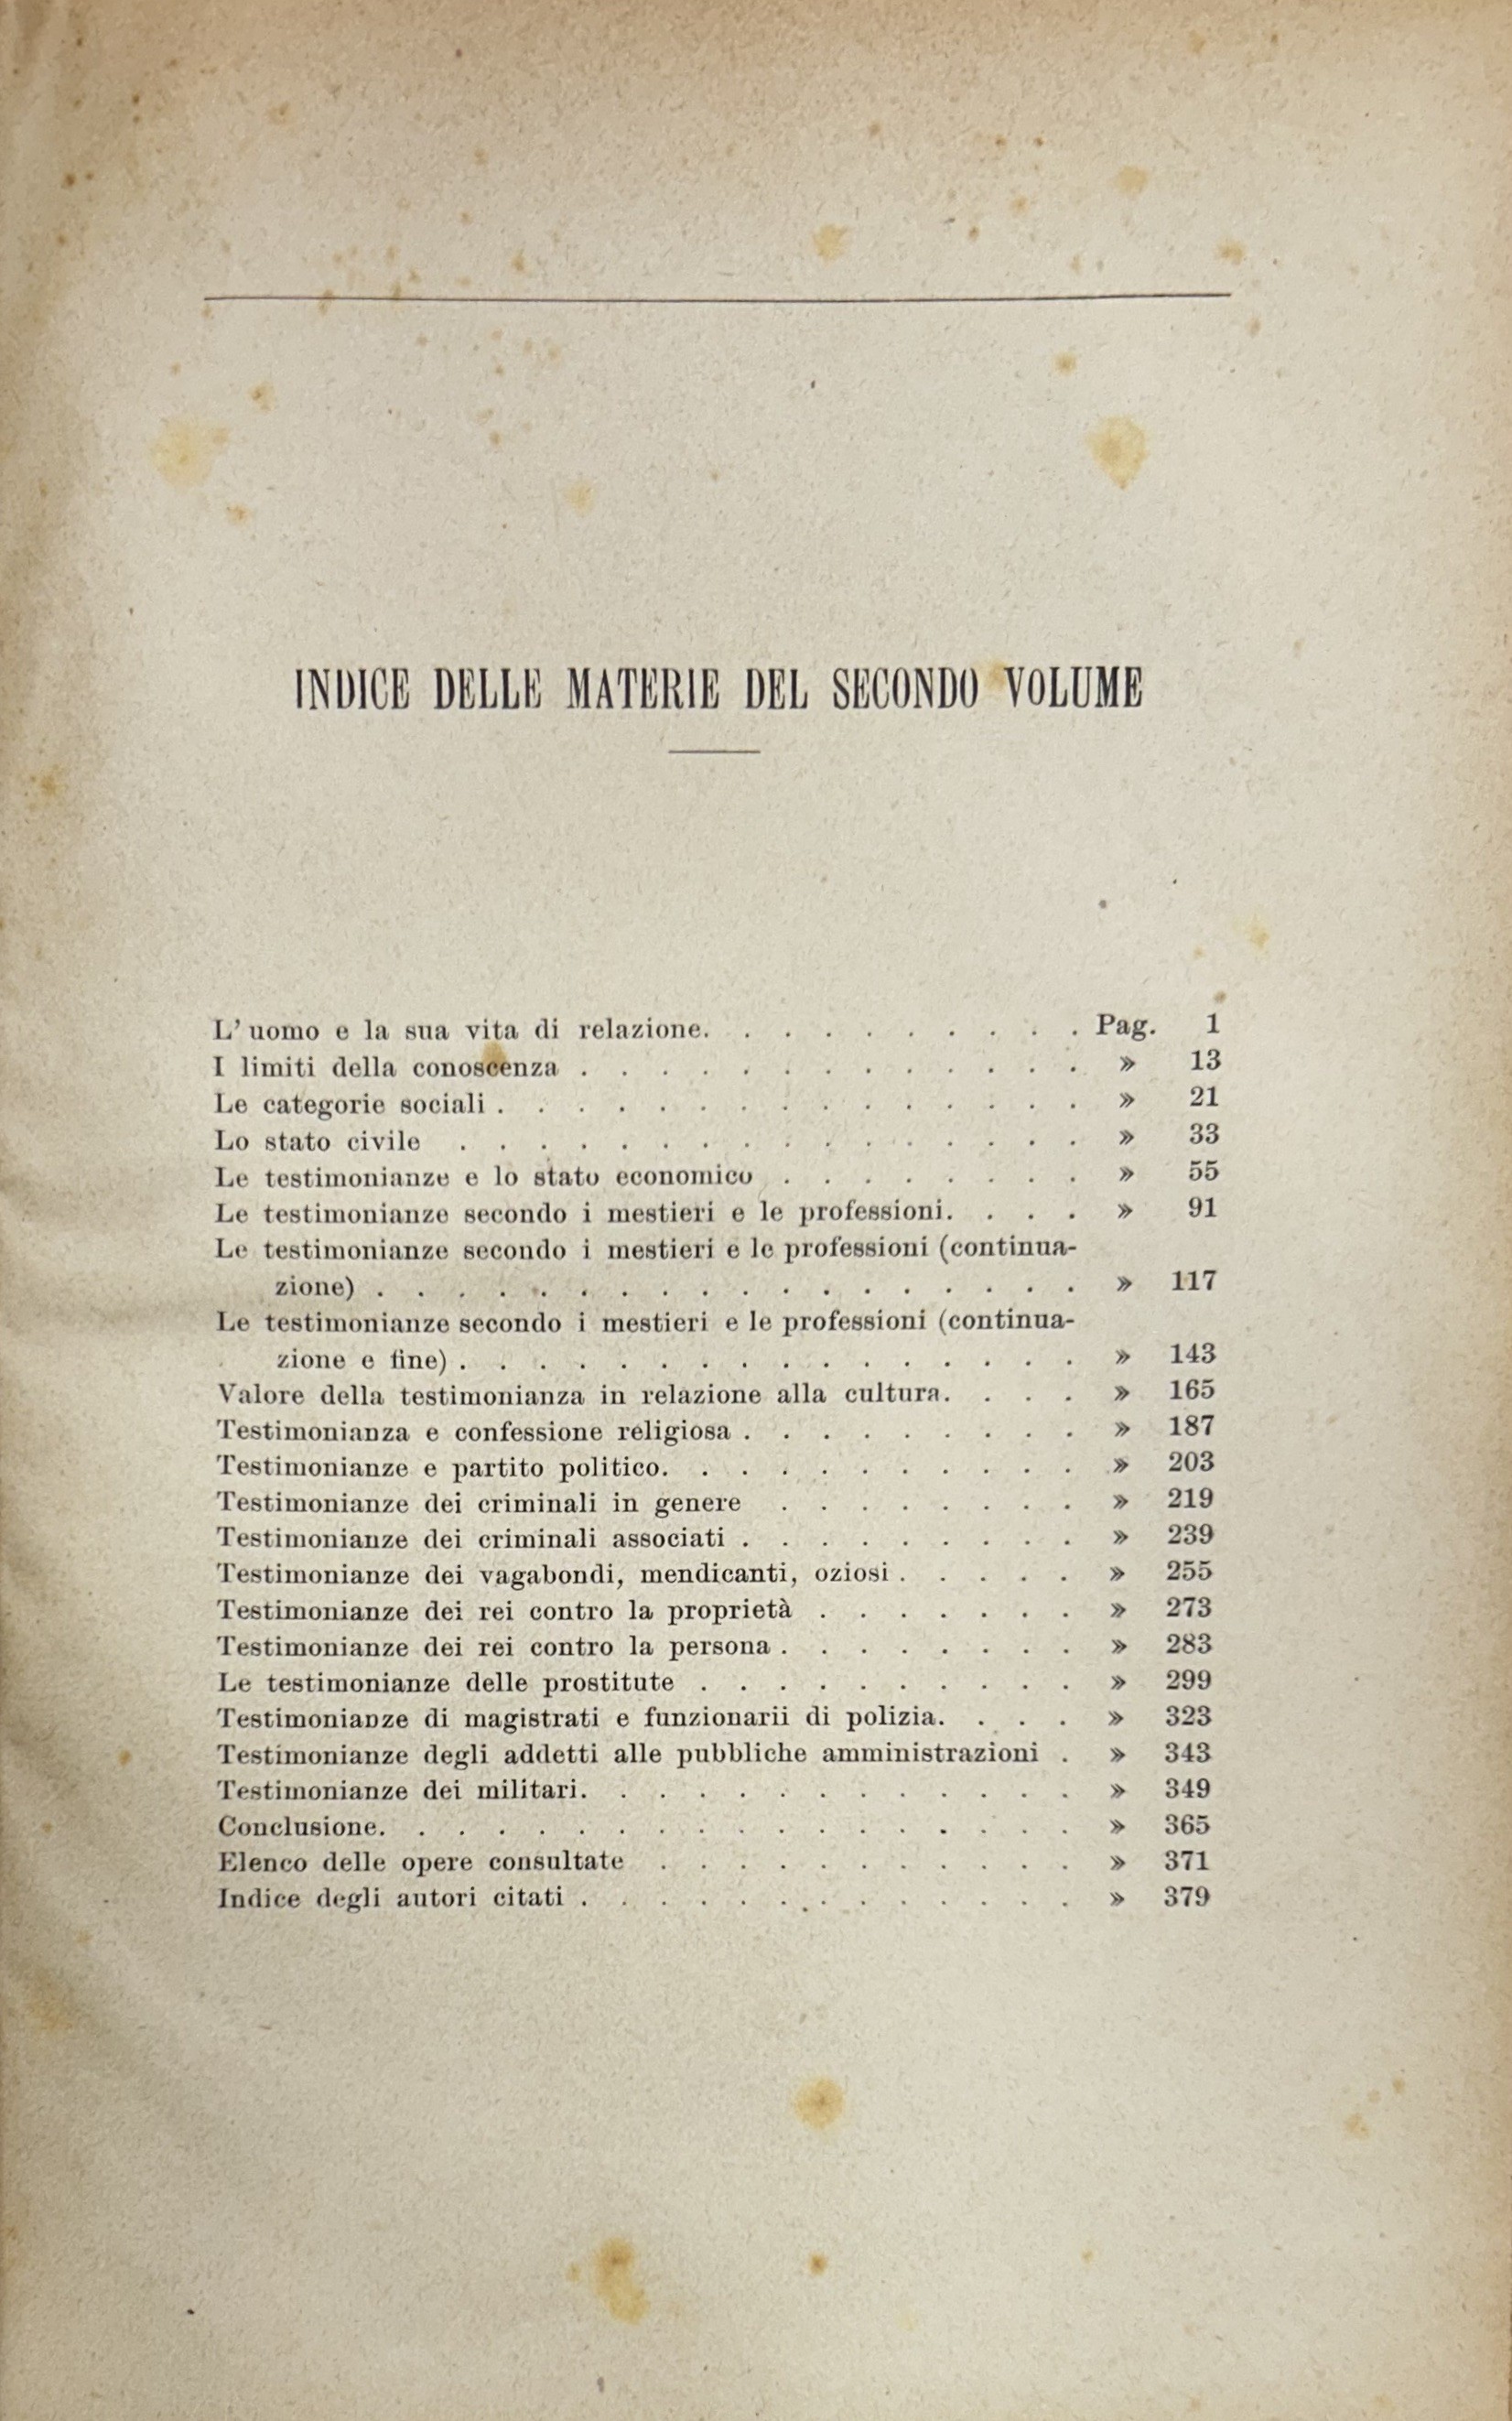 INDICE DELLE MATERIE DEL SECONDO VOLUME
L' uomo e la sua vita di relazione. . . . . . . . . . Pag. 1
I limiti della conoscenza . . . . . . . . . . . . . » 13
Le categorie sociali . . . . . . . . . . . . . . . » 21
Lo stato civile . . . . . . . . . . . . . . . . » 33
Le testimonianze e lo stato economico . . . . . . . . » 55
Le testimonianze secondo i mestieri e le professioni. . . . » 91
Le testimonianze secondo i mestieri e le professioni (continua-
zione) . . . . . . . . . . . . . . . . . . » 117
Le testimonianze secondo i mestieri e le professioni (continua-
zione e fine) . . . . . . . . . . . . . . . . » 143
Valore della testimonianza in relazione alla cultura. . . . » 165
Testimonianza e confessione religiosa . . . . . . . . . » 187
Testimonianze e partito politico. . . . . . . . . . . » 203
Testimonianze dei criminali in genere . . . . . . . . » 219
Testimonianze dei criminali associati . . . . . . . . . » 239
Testimonianze dei vagabondi, mendicanti, oziosi . . . . . » 255
Testimonianze dei rei contro la proprietà . . . . . . . » 273
Testimonianze dei rei contro la persona . . . . . . . . » 283
Le testimonianze delle prostitute . . . . . . . . . . » 299
Testimonianze di magistrati e funzionarii di polizia. . . . » 323
Testimonianze degli addetti alle pubbliche amministrazioni . » 343
Testimonianze dei militari. . . . . . . . . . . . . » 349
Conclusione. . . . . . . . . . . . . . . . . . » 365
Elenco delle opere consultate . . . . . . . . . . . » 371
Indice degli autori citati . . . . . . . . . . . . . » 379